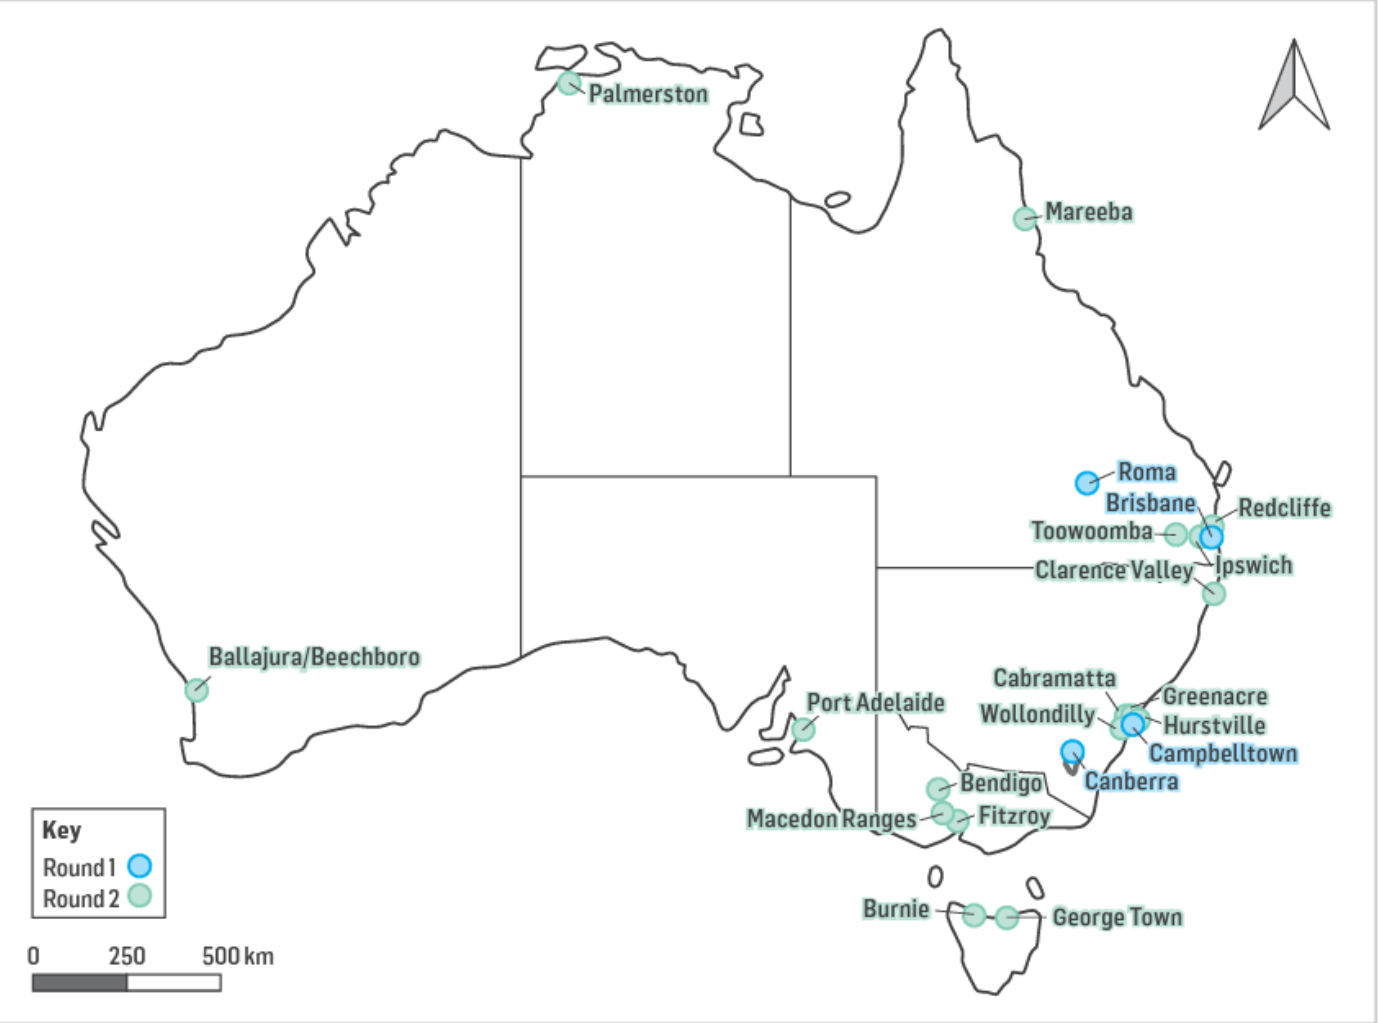 Palmerston
Mareeba
Roma
Brisbane
Redcliffe
Toowoomba
Ipswich
Clarence Valley
Ballajura/Beechboro
Cabramatta
Greenacre
Port Adelaide
Wollondilly
Hurstville
Campbelltown
Canberra
Bendigo
Macedon Ranges
Fitzroy
Key
Round 1
Round 2
Burnie
George Town
0 250 500 km